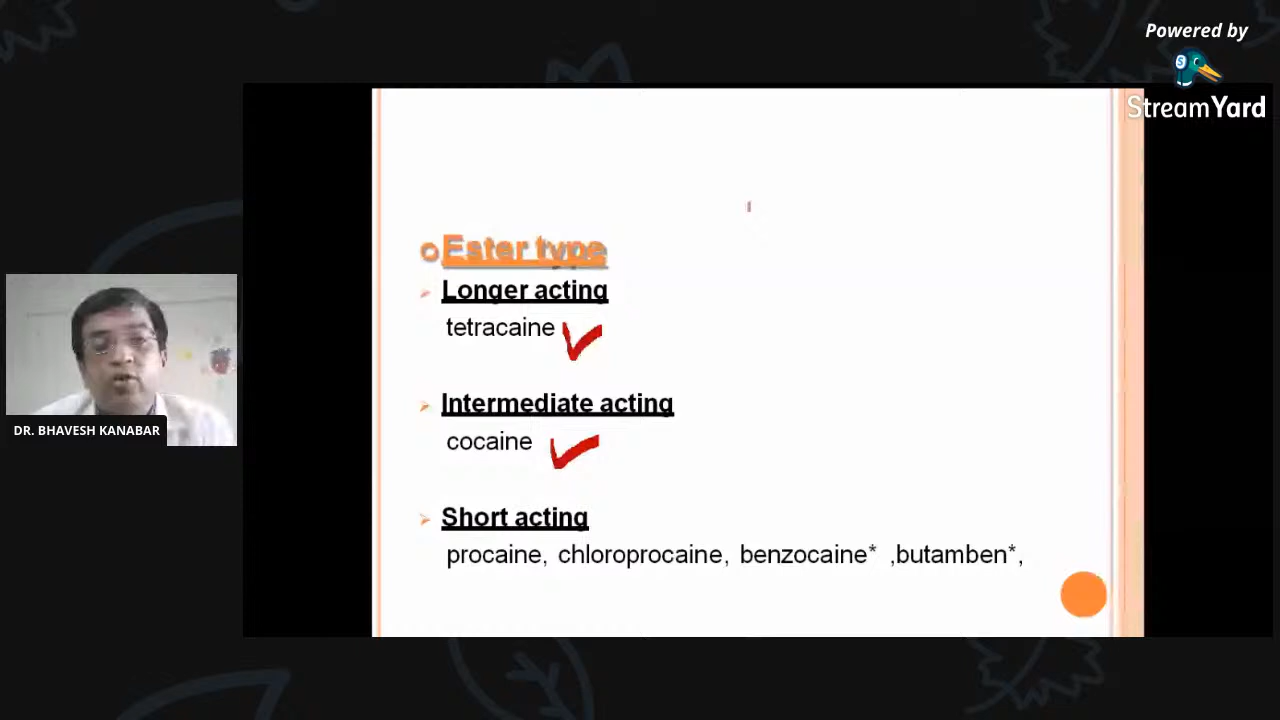 Powered by
StreamYard
Ester type
Longer acting
tetracaine
Intermediate acting
cocaine
Short acting
procaine, chloroprocaine, benzocaine* ,butamben*,
DR. BHAVESH KANABAR